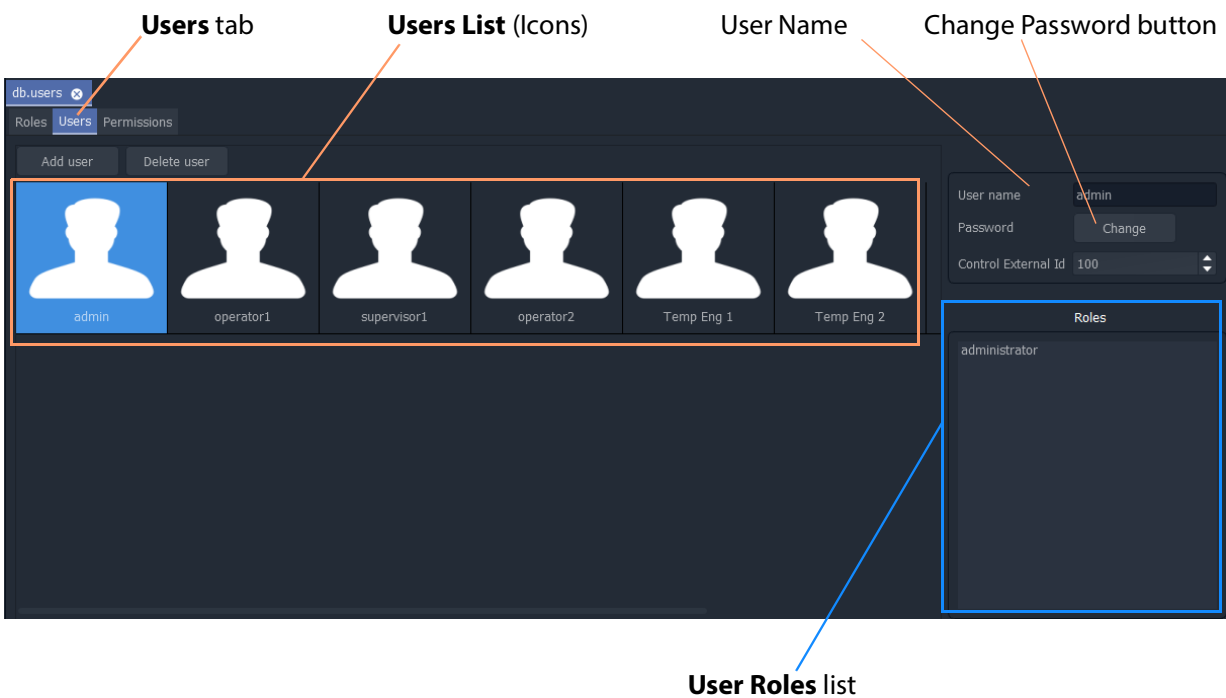 Users tab
Users List (Icons)
User Name
Change Password button
db.users
Roles Users Permissions
Add user Delete user
User name admin
Password Change
Control External Id 100
admin
operator1
supervisor1
operator2
Temp Eng 1
Temp Eng 2
Roles
administrator
User Roles list